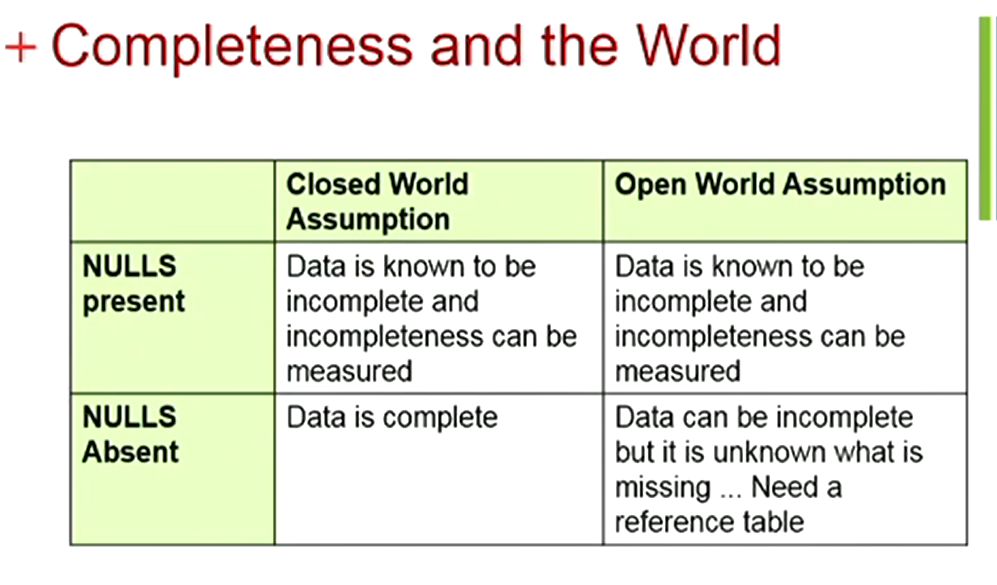 + Completeness and the World
Closed World
Assumption
Open World Assumption
NULLS
present
Data is known to be
incomplete and
incompleteness can be
measured
Data is known to be
incomplete and
incompleteness can be
measured
NULLS
Absent
Data is complete
Data can be incomplete
but it is unknown what is
missing ... Need a
reference table